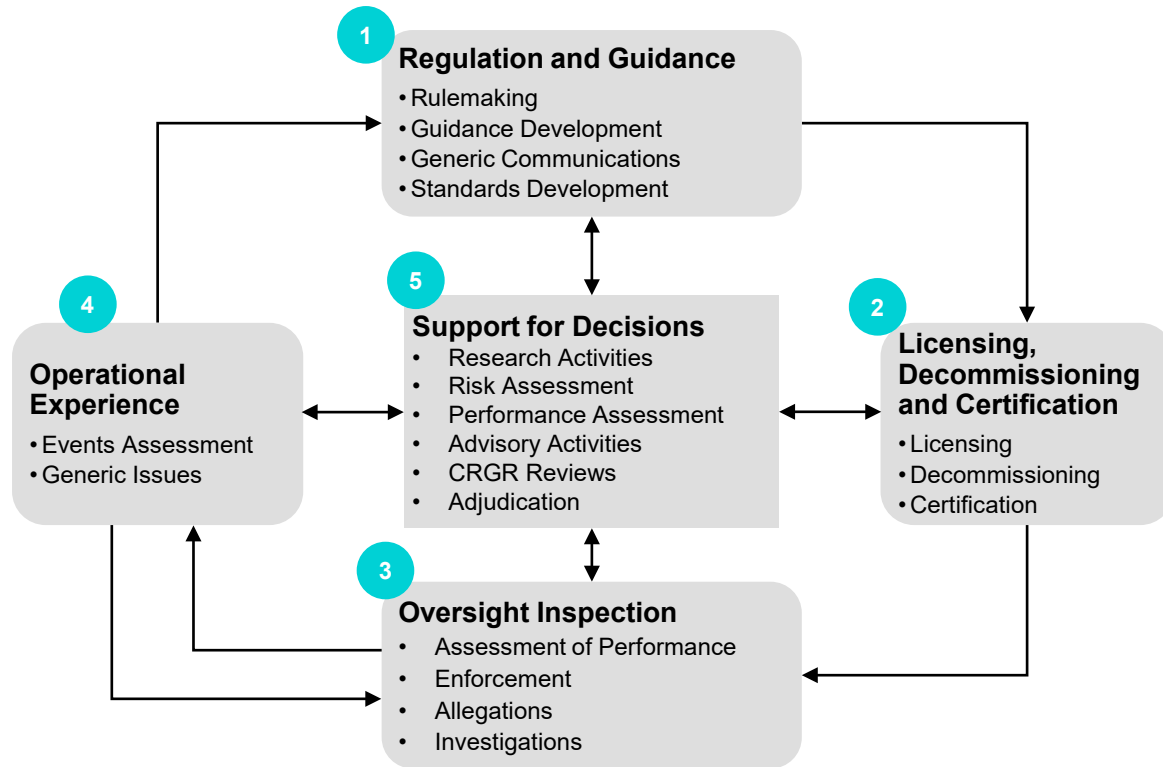 1
Regulation and Guidance
• Rulemaking
• Guidance Development
• Generic Communications
• Standards Development
5
Support for Decisions
• Research Activities
• Risk Assessment
• Performance Assessment
• Advisory Activities
• CRGR Reviews
• Adjudication
4
Operational
Experience
• Events Assessment
• Generic Issues
2
Licensing,
Decommissioning
and Certification
• Licensing
• Decommissioning
• Certification
3
Oversight Inspection
• Assessment of Performance
• Enforcement
• Allegations
• Investigations